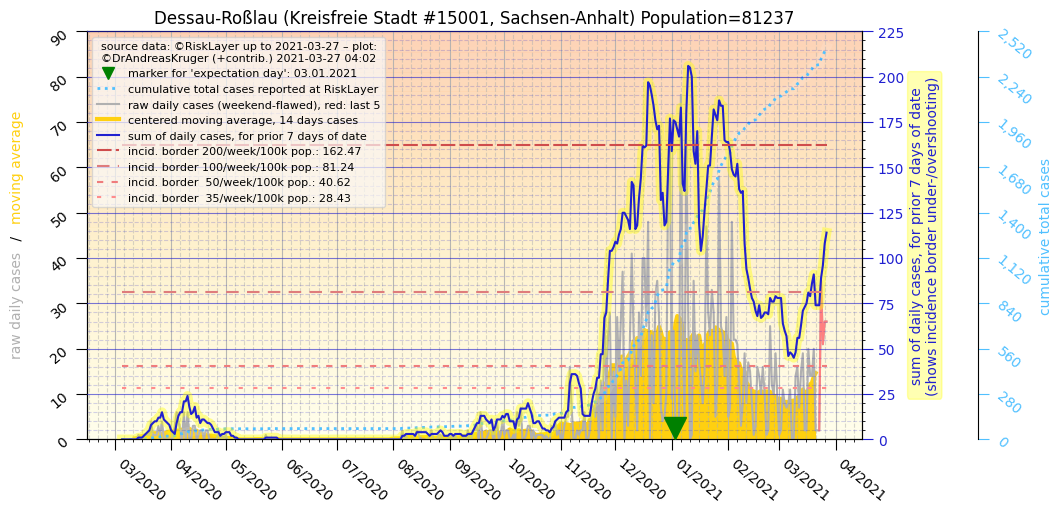 Dessau-Roßlau (Kreisfreie Stadt #15001, Sachsen-Anhalt) Population=81237
source data: ©RiskLayer up to 2021-03-27 – plot:
©DrAndreasKruger (+contrib.) 2021-03-27 04:02
marker for 'expectation day': 03.01.2021
cumulative total cases reported at RiskLayer
raw daily cases (weekend-flawed), red: last 5
centered moving average, 14 days cases
sum of daily cases, for prior 7 days of date
incid. border 200/week/100k pop.: 162.47
incid. border 100/week/100k pop.: 81.24
incid. border  50/week/100k pop.: 40.62
incid. border  35/week/100k pop.: 28.43
raw daily cases / moving average
90
80
70
60
50
40
30
20
10
0
03/2020
04/2020
05/2020
06/2020
07/2020
08/2020
09/2020
10/2020
11/2020
12/2020
01/2021
02/2021
03/2021
04/2021
225
200
175
150
125
100
75
50
25
0
sum of daily cases, for prior 7 days of date
(shows incidence border under-/overshooting)
2,520
2,240
1,960
1,680
1,400
1,120
840
560
280
0
cumulative total cases